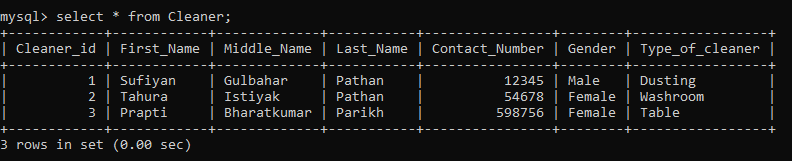 mysql> select * from Cleaner;
+------------+------------+--------------+-----------+----------------+--------+-----------------+
| Cleaner_id | First_Name | Middle_Name  | Last_Name | Contact_Number | Gender | Type_of_cleaner |
+------------+------------+--------------+-----------+----------------+--------+-----------------+
|          1 | Sufiyan    | Gulbahar     | Pathan    |          12345 | Male   | Dusting         |
|          2 | Tahura     | Istiyak      | Pathan    |          54678 | Female | Washroom        |
|          3 | Prapti     | Bharatkumar  | Parikh    |         598756 | Female | Table           |
+------------+------------+--------------+-----------+----------------+--------+-----------------+
3 rows in set (0.00 sec)